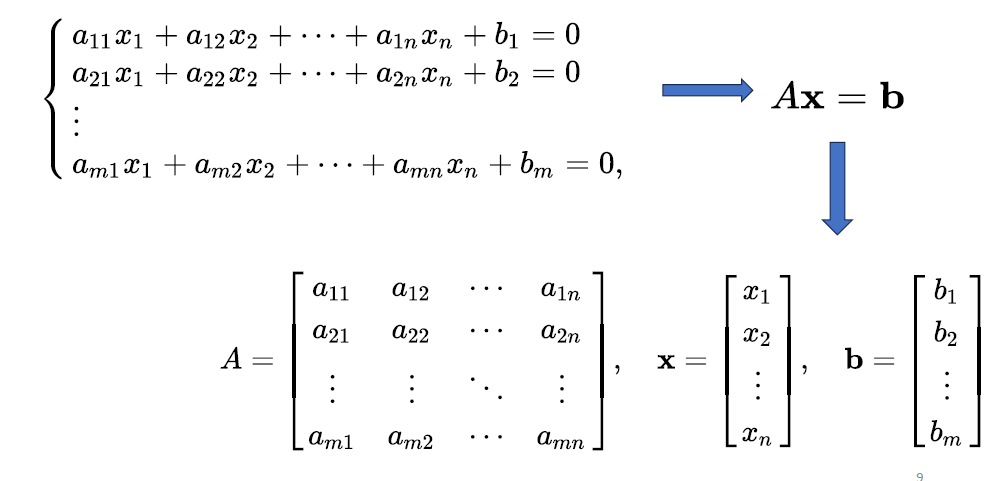 a₁₁x₁ + a₁₂x₂ + ⋯ + a₁ₙxₙ + b₁ = 0
a₂₁x₁ + a₂₂x₂ + ⋯ + a₂ₙxₙ + b₂ = 0
⋮
aₘ₁x₁ + aₘ₂x₂ + ⋯ + aₘₙxₙ + bₘ = 0,
Ax = b
A = [a₁₁ a₁₂ ⋯ a₁ₙ
a₂₁ a₂₂ ⋯ a₂ₙ
⋮ ⋮ ⋱ ⋮
aₘ₁ aₘ₂ ⋯ aₘₙ],
x = [x₁
x₂
⋮
xₙ],
b = [b₁
b₂
⋮
bₘ]
9